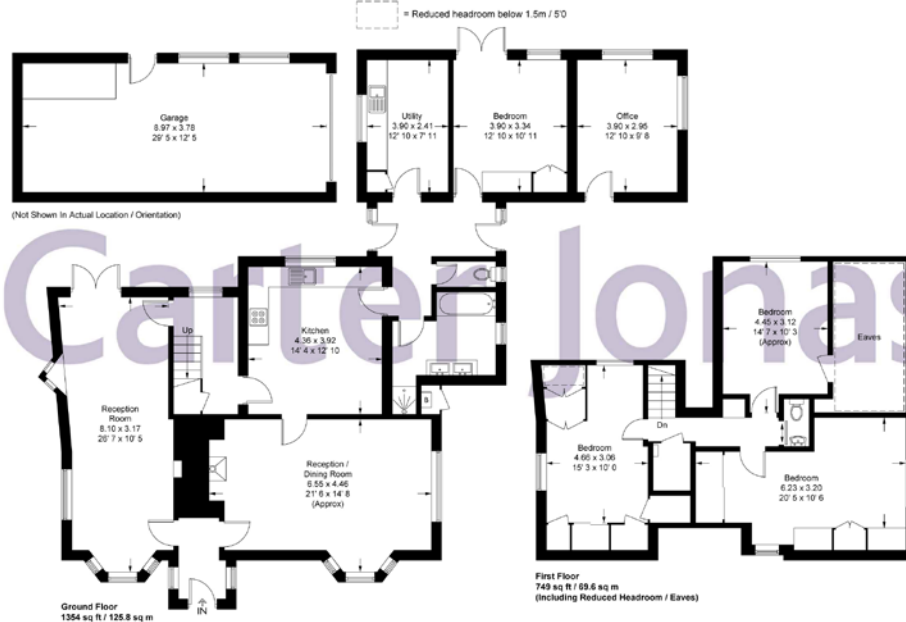 = Reduced headroom below 1.5m / 5'0
Garage
8.97 x 3.78
29'5 x 12'5
(Not Shown In Actual Location / Orientation)
Utility
3.90 x 2.41
12'10 x 7'11
Bedroom
3.90 x 3.34
12'10 x 10'11
Office
3.90 x 2.95
12'10 x 9'8
Carter Jonas
Up
Kitchen
4.36 x 3.92
14'4 x 12'10
Reception
Room
8.10 x 3.17
26'7 x 10'5
Reception /
Dining Room
6.55 x 4.46
21'6 x 14'8
(Approx)
B
IN
Ground Floor
1354 sq ft / 125.8 sq m
Bedroom
4.45 x 3.12
14'7 x 10'3
(Approx)
Eaves
Dn
Bedroom
4.66 x 3.06
15'3 x 10'0
Bedroom
6.23 x 3.20
20'5 x 10'6
First Floor
749 sq ft / 69.6 sq m
(Including Reduced Headroom / Eaves)